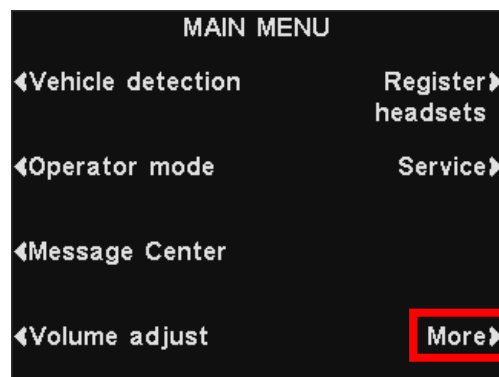 MAIN MENU
Vehicle detection
Register
headsets
Operator mode
Service
Message Center
Volume adjust
More